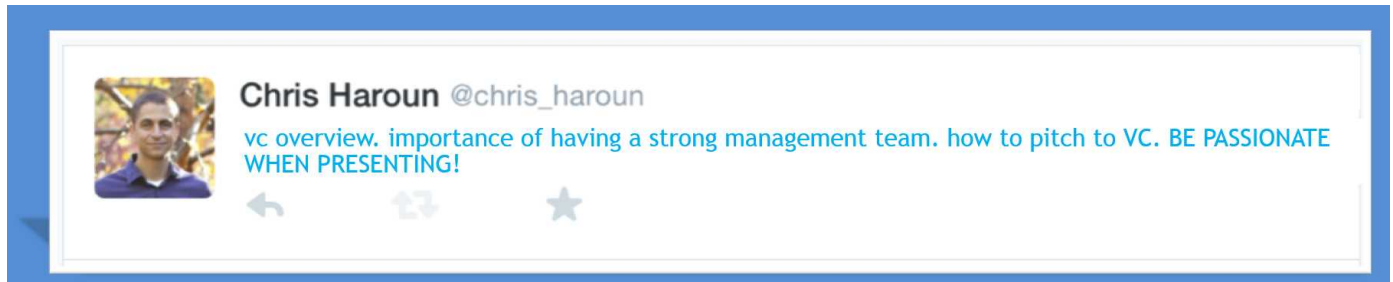 Chris Haroun @chris_haroun
vc overview. importance of having a strong management team. how to pitch to VC. BE PASSIONATE
WHEN PRESENTING!